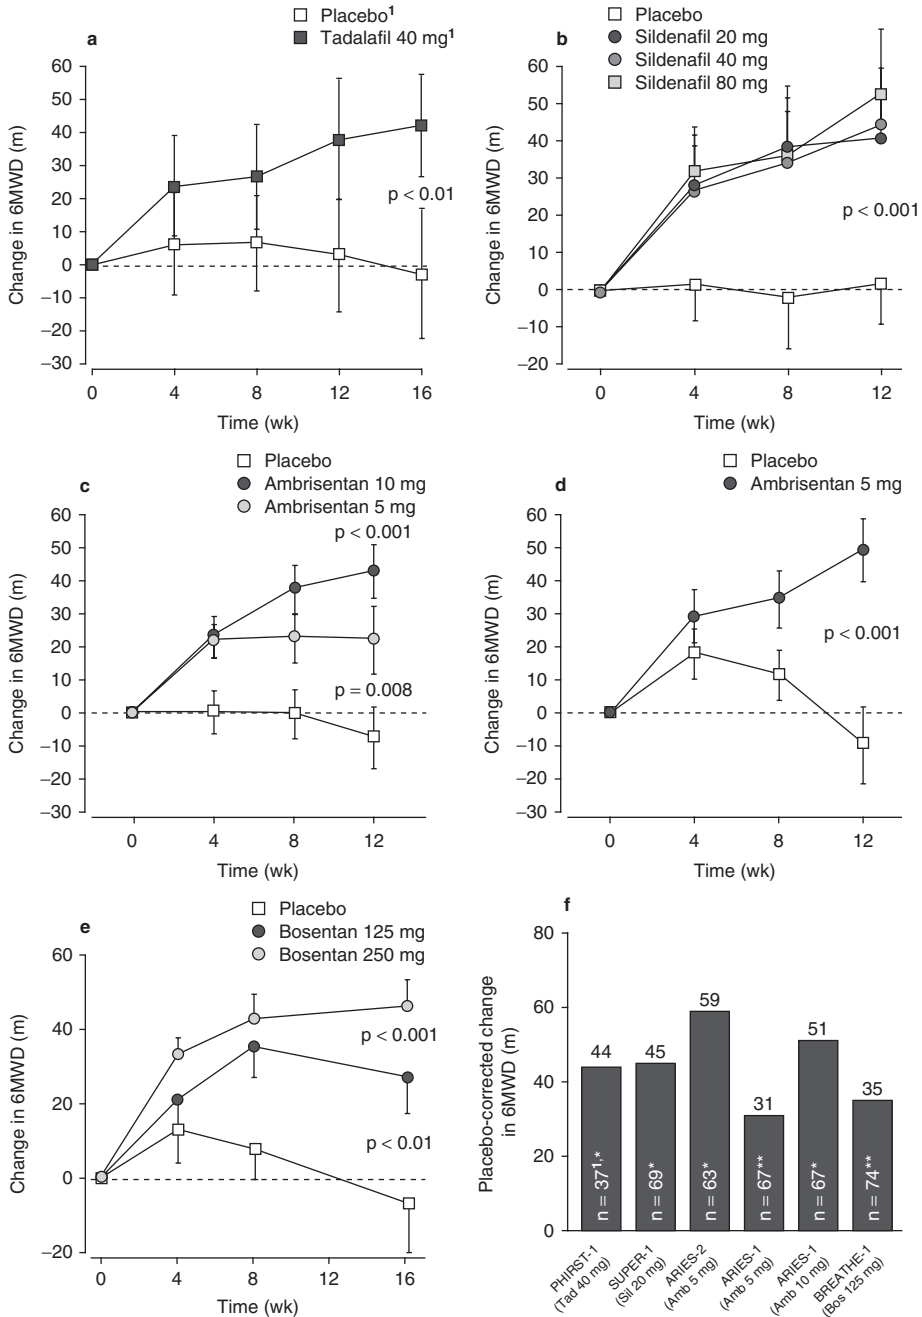 a
Placebo1
Tadalafil 40 mg1
60
50
40
30
20
10
0
−10
−20
−30
Change in 6MWD (m)
p < 0.01
0 4 8 12 16
Time (wk)
b
Placebo
Sildenafil 20 mg
Sildenafil 40 mg
Sildenafil 80 mg
60
50
40
30
20
10
0
−10
−20
Change in 6MWD (m)
p < 0.001
0 4 8 12
Time (wk)
c
Placebo
Ambrisentan 10 mg
Ambrisentan 5 mg
60
50
40
30
20
10
0
−10
−20
−30
Change in 6MWD (m)
p < 0.001
p = 0.008
0 4 8 12
Time (wk)
d
Placebo
Ambrisentan 5 mg
60
50
40
30
20
10
0
−10
−20
−30
Change in 6MWD (m)
p < 0.001
0 4 8 12
Time (wk)
e
Placebo
Bosentan 125 mg
Bosentan 250 mg
60
40
20
0
−20
Change in 6MWD (m)
p < 0.001
p < 0.01
0 4 8 12 16
Time (wk)
f
80
60
40
20
0
Placebo-corrected change
in 6MWD (m)
44 45 59 31 51 35
n = 371,*
n = 69*
n = 63*
n = 67**
n = 67*
n = 74**
PHIRST-1
(Tad 40 mg)
SUPER-1
(Sil 20 mg)
ARIES-2
(Amb 5 mg)
ARIES-1
(Amb 5 mg)
ARIES-1
(Amb 10 mg)
BREATHE-1
(Bos 125 mg)